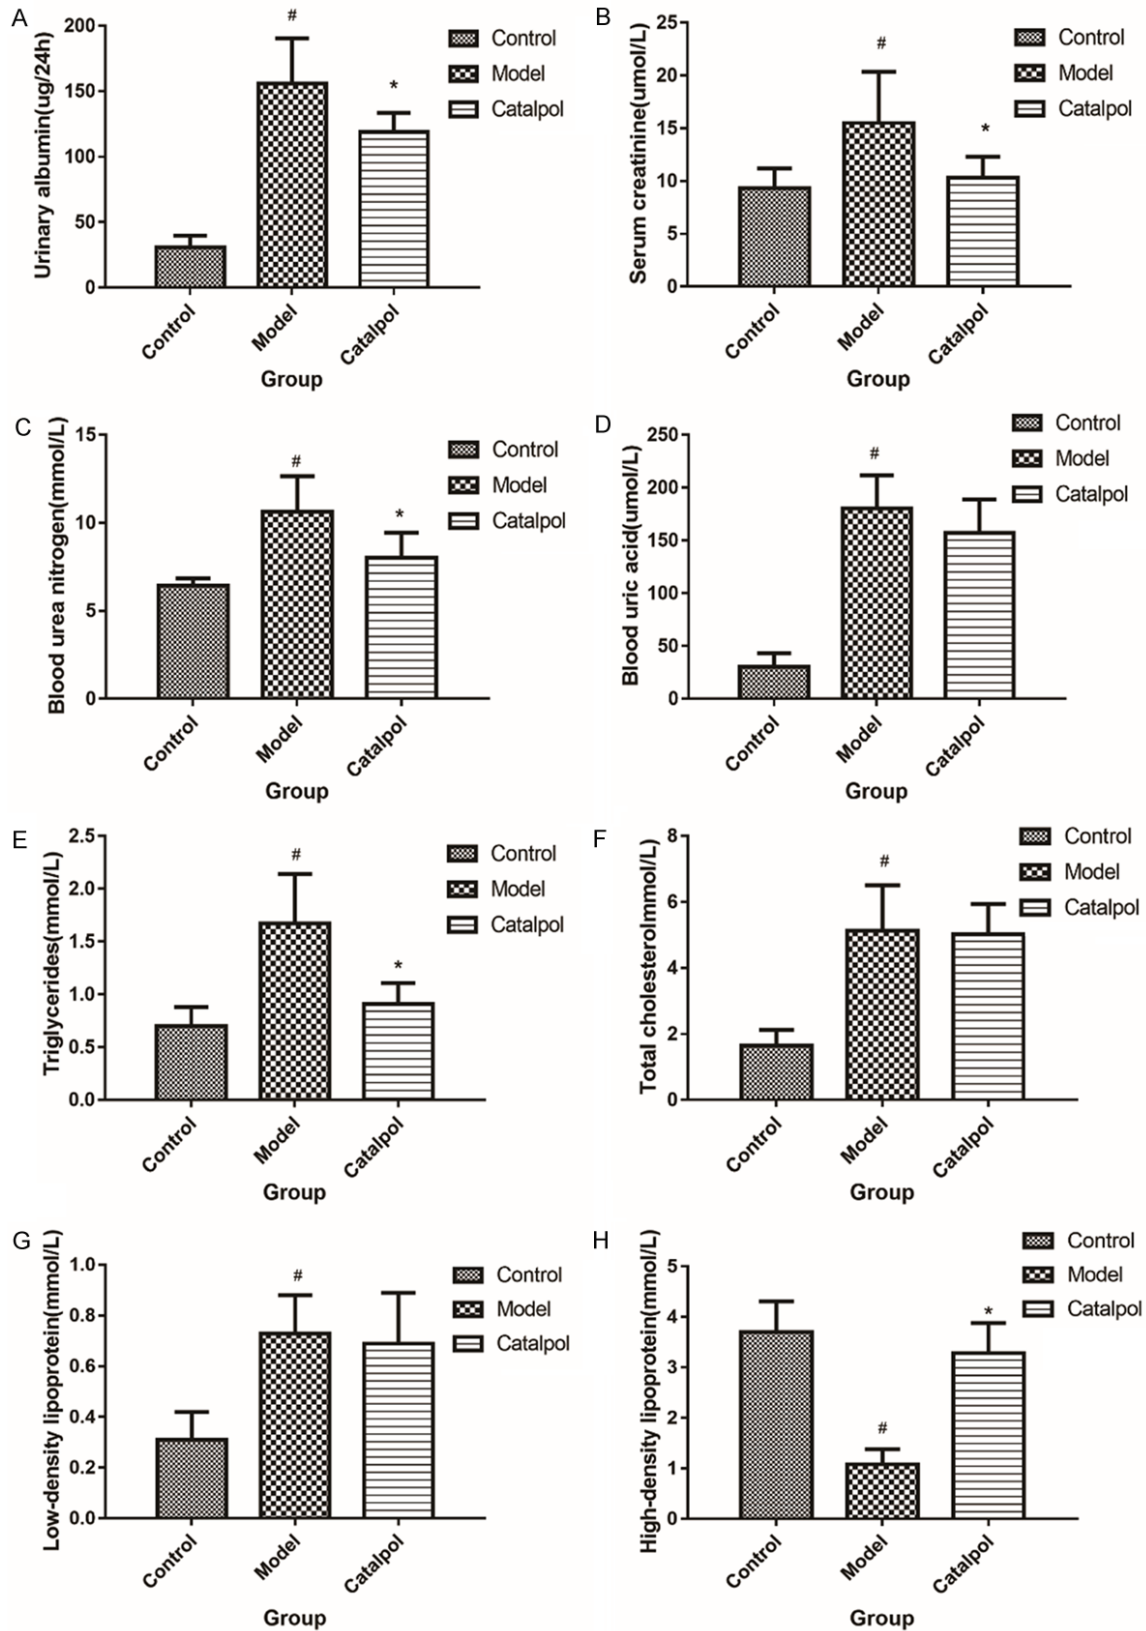 A
Urinary albumin(ug/24h)
200
150
100
50
0
#
*
Control
Model
Catalpol
Control
Model
Catalpol
Group
B
Serum creatinine(umol/L)
25
20
15
10
5
0
#
*
Control
Model
Catalpol
Control
Model
Catalpol
Group
C
Blood urea nitrogen(mmol/L)
15
10
5
0
#
*
Control
Model
Catalpol
Control
Model
Catalpol
Group
D
Blood uric acid(umol/L)
250
200
150
100
50
0
#
Control
Model
Catalpol
Control
Model
Catalpol
Group
E
Triglycerides(mmol/L)
2.5
2.0
1.5
1.0
0.5
0.0
#
*
Control
Model
Catalpol
Control
Model
Catalpol
Group
F
Total cholesterolmmol/L)
8
6
4
2
0
#
Control
Model
Catalpol
Control
Model
Catalpol
Group
G
Low-density lipoprotein(mmol/L)
1.0
0.8
0.6
0.4
0.2
0.0
#
Control
Model
Catalpol
Control
Model
Catalpol
Group
H
High-density lipoprotein(mmol/L)
5
4
3
2
1
0
#
*
Control
Model
Catalpol
Control
Model
Catalpol
Group